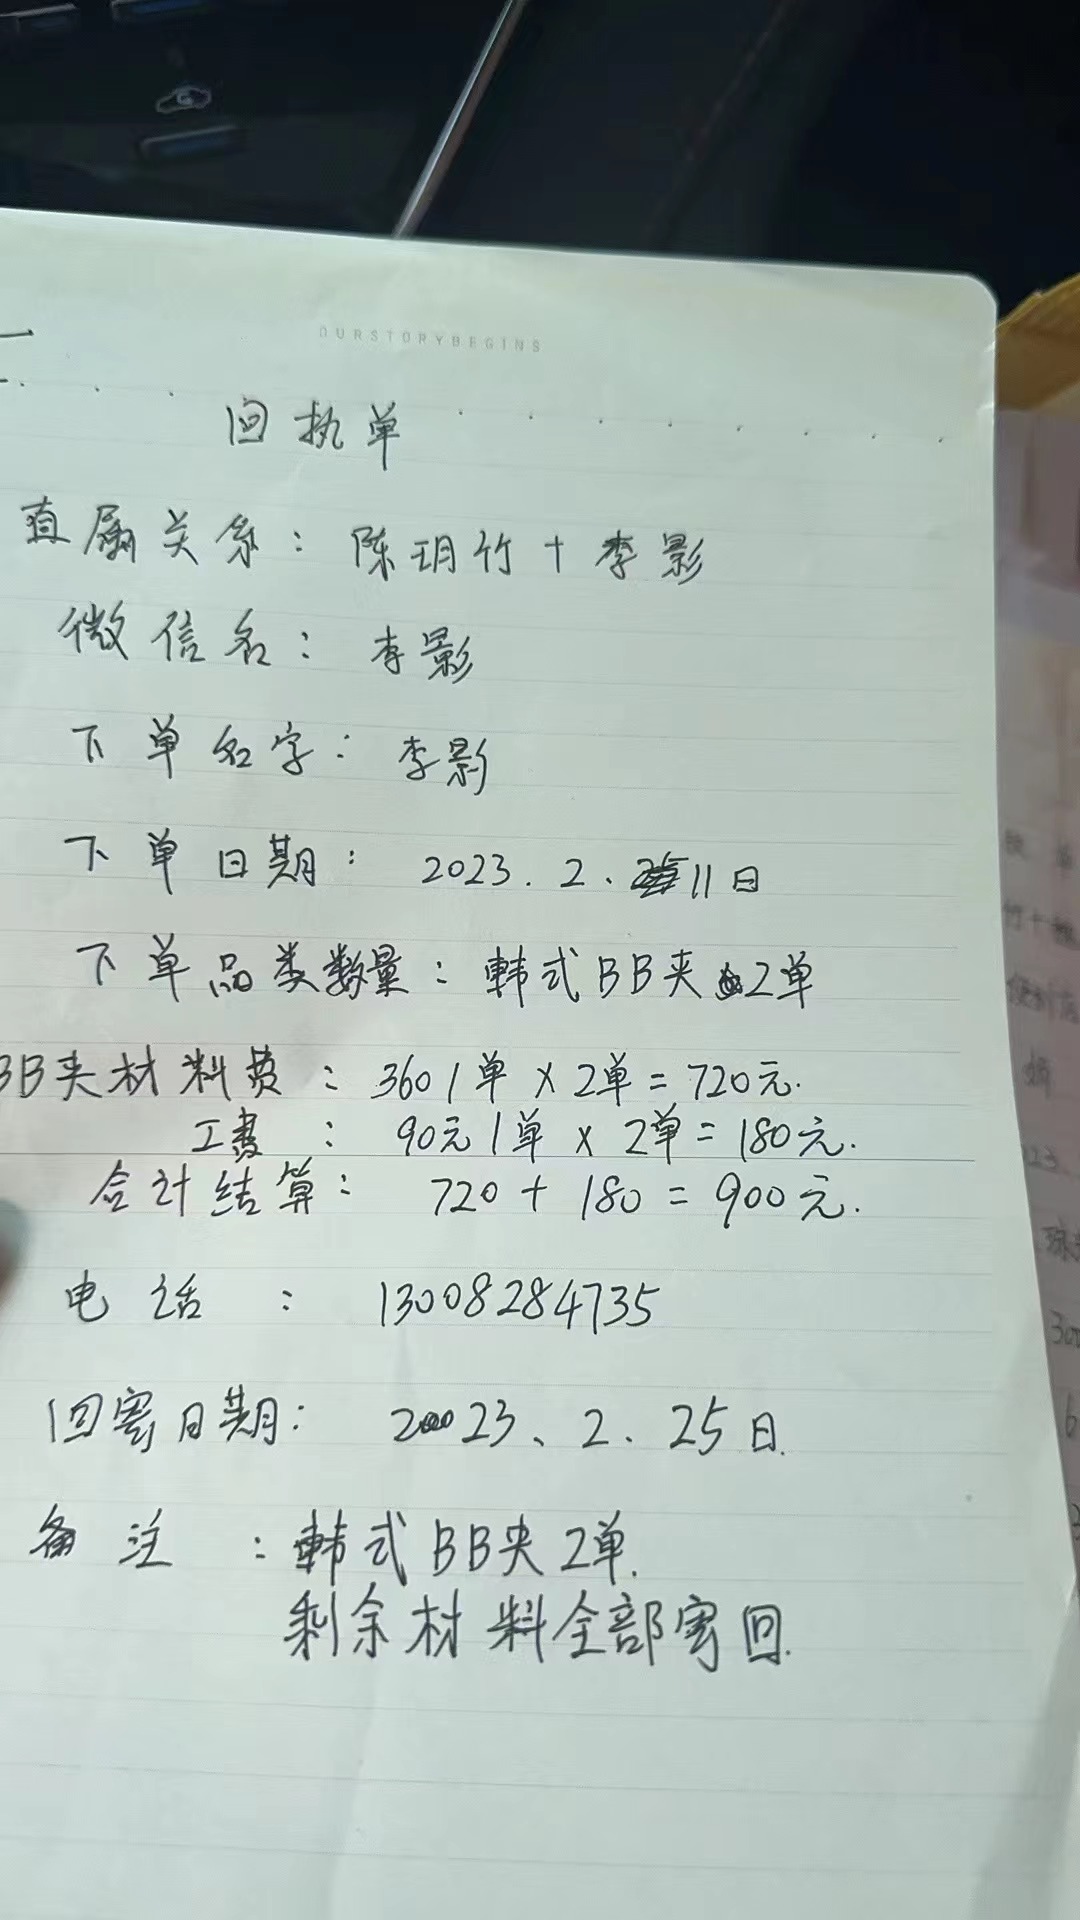 OURSTORYBEGINS
回执单
直属关系：陈玥竹＋李影
微信名：李影
下单名字：李影
下单日期：2023.2.11日
下单品类数量：韩式BB夹2单
BB夹材料费：360/单×2单=720元.
工费：90元/单×2单=180元.
合计结算：720+180=900元.
电话：13008284735
回寄日期：2023、2.25日.
备注：韩式BB夹2单.
剩余材料全部寄回.